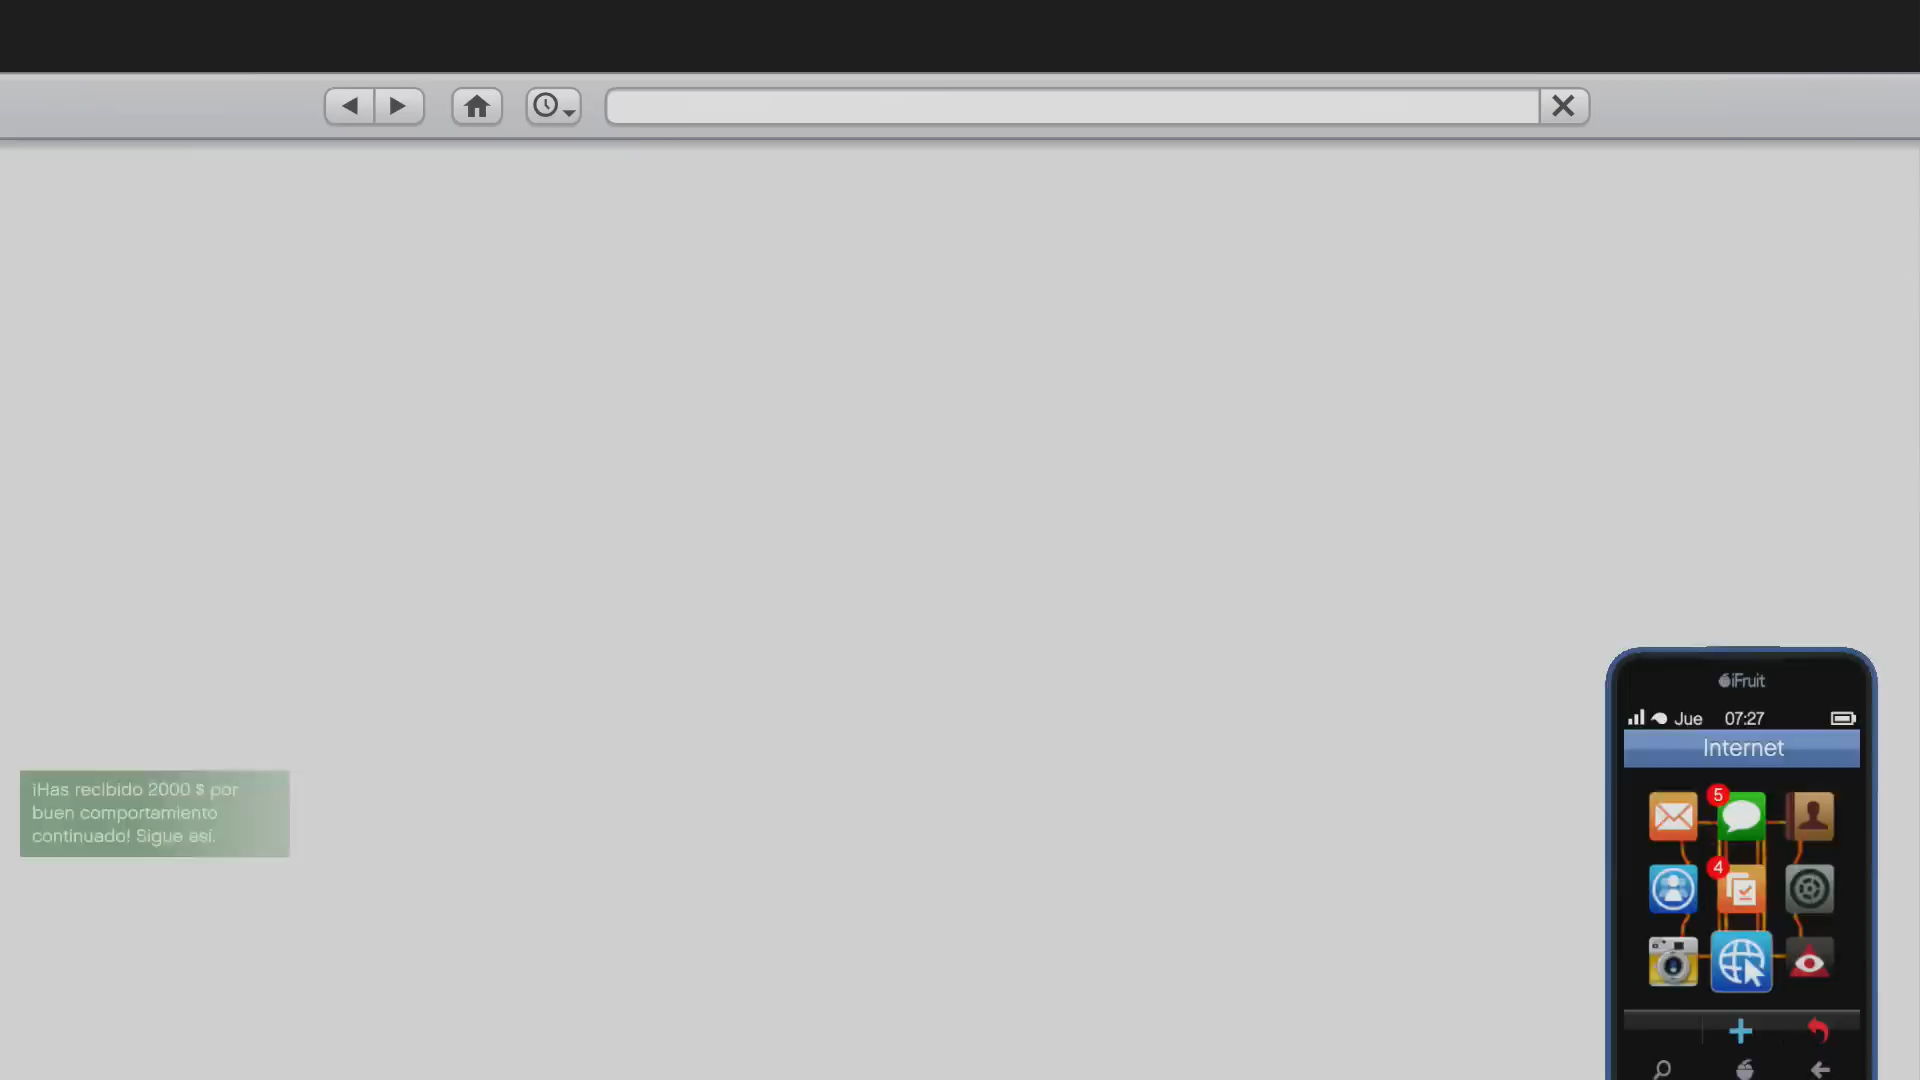 iFruit
Jue 07:27
Internet
5
4
¡Has recibido 2000 $ por
buen comportamiento
continuado! Sigue así.